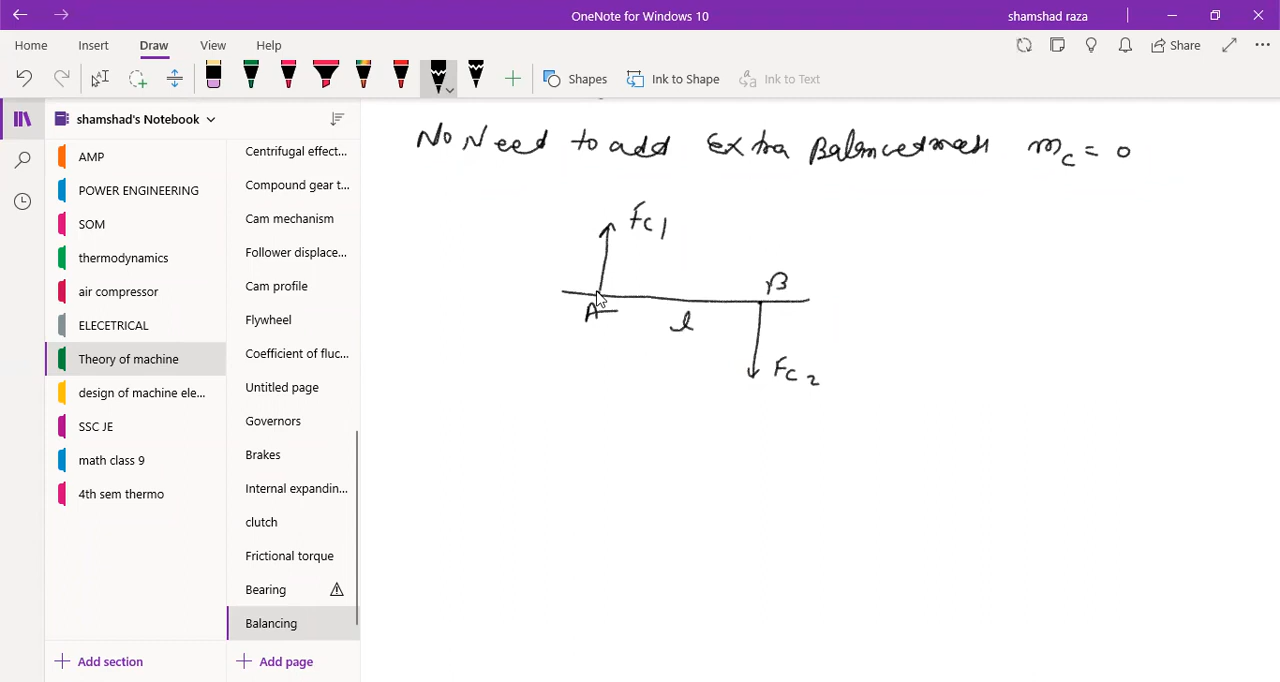 OneNote for Windows 10
shamshad raza
Home Insert Draw View Help
Share
Shapes
Ink to Shape
Ink to Text
shamshad's Notebook
AMP
POWER ENGINEERING
SOM
thermodynamics
air compressor
ELECETRICAL
Theory of machine
design of machine ele...
SSC JE
math class 9
4th sem thermo
Add section
Centrifugal effect...
Compound gear t...
Cam mechanism
Follower displace...
Cam profile
Flywheel
Coefficient of fluc...
Untitled page
Governors
Brakes
Internal expandin...
clutch
Frictional torque
Bearing
Balancing
Add page
No Need to add Extra Balanced mass mc = 0
Fc1
B
A
l
Fc2